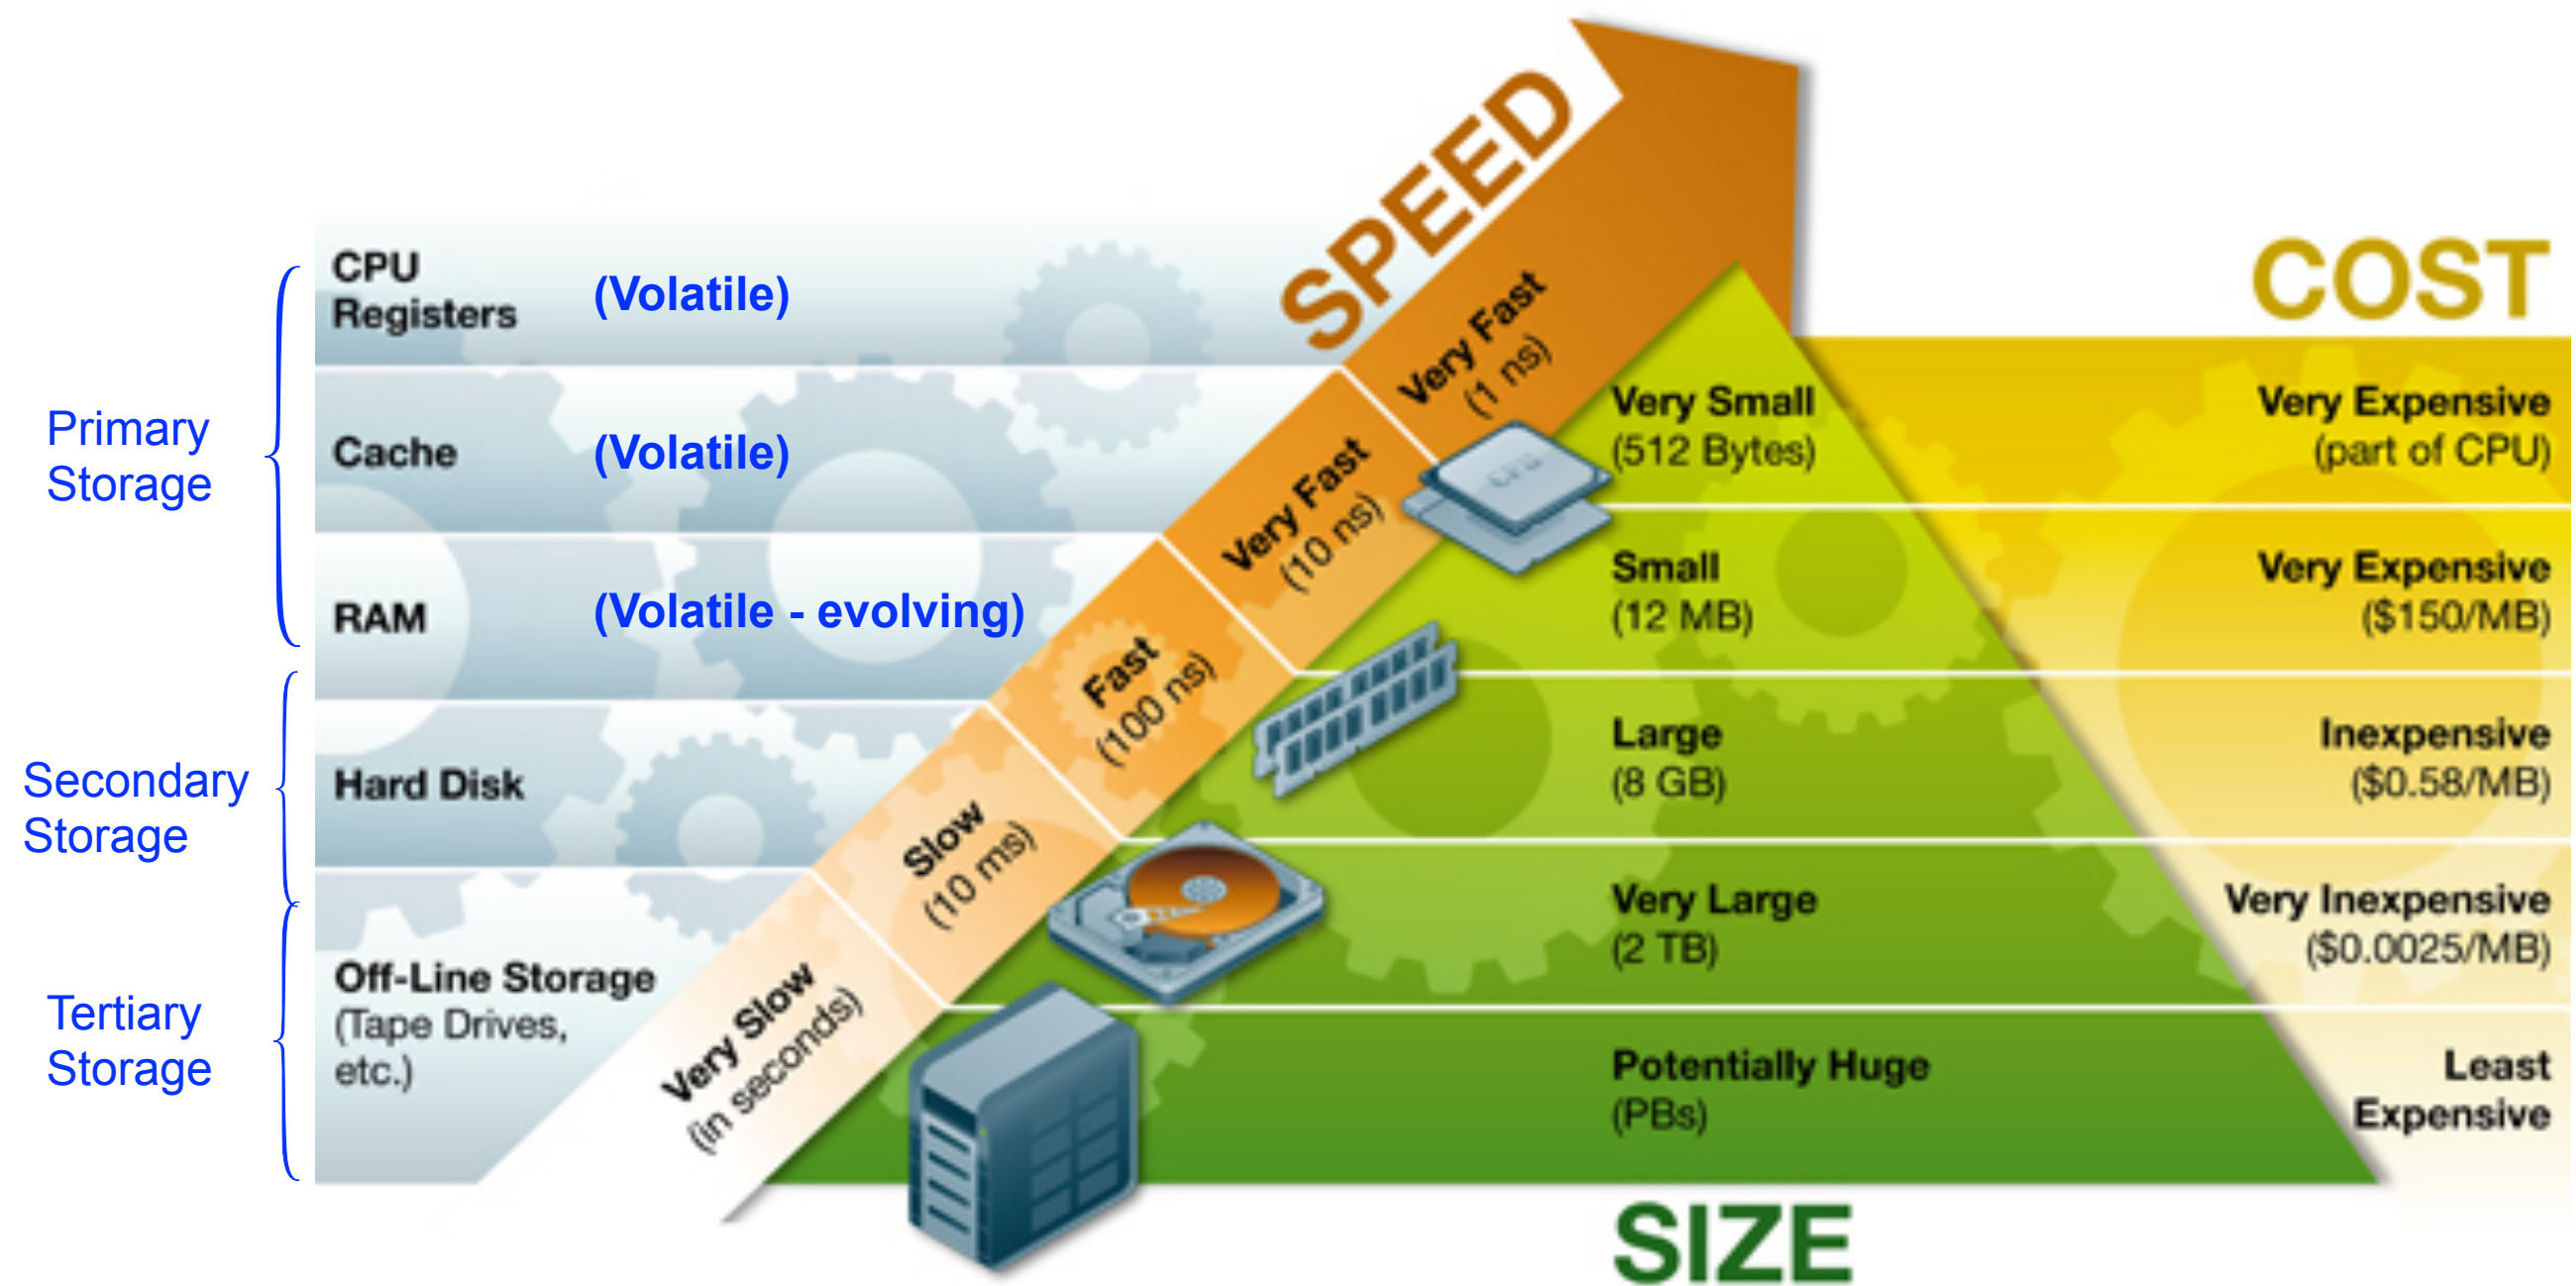 SPEED
COST
Primary
Storage
Secondary
Storage
Tertiary
Storage
CPU
Registers
(Volatile)
Cache
(Volatile)
RAM
(Volatile - evolving)
Hard Disk
Off-Line Storage
(Tape Drives,
etc.)
Very Fast
(1 ns)
Very Fast
(10 ns)
Fast
(100 ns)
Slow
(10 ms)
Very Slow
(in seconds)
CPU
Very Small
(512 Bytes)
Small
(12 MB)
Large
(8 GB)
Very Large
(2 TB)
Potentially Huge
(PBs)
Very Expensive
(part of CPU)
Very Expensive
($150/MB)
Inexpensive
($0.58/MB)
Very Inexpensive
($0.0025/MB)
Least
Expensive
SIZE